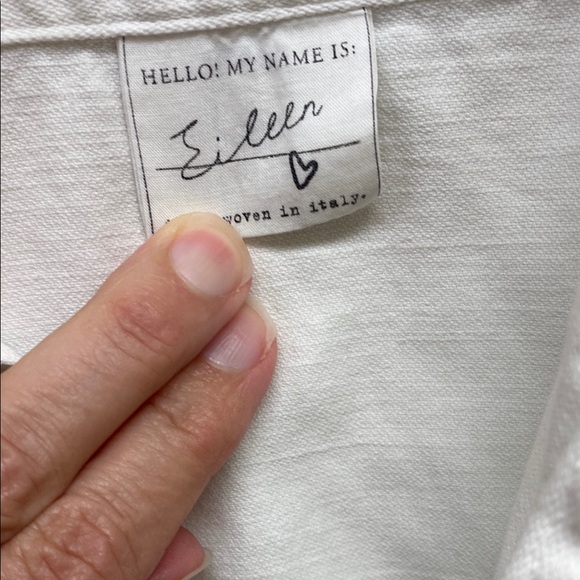 HELLO! MY NAME IS:
Eileen
woven in italy.